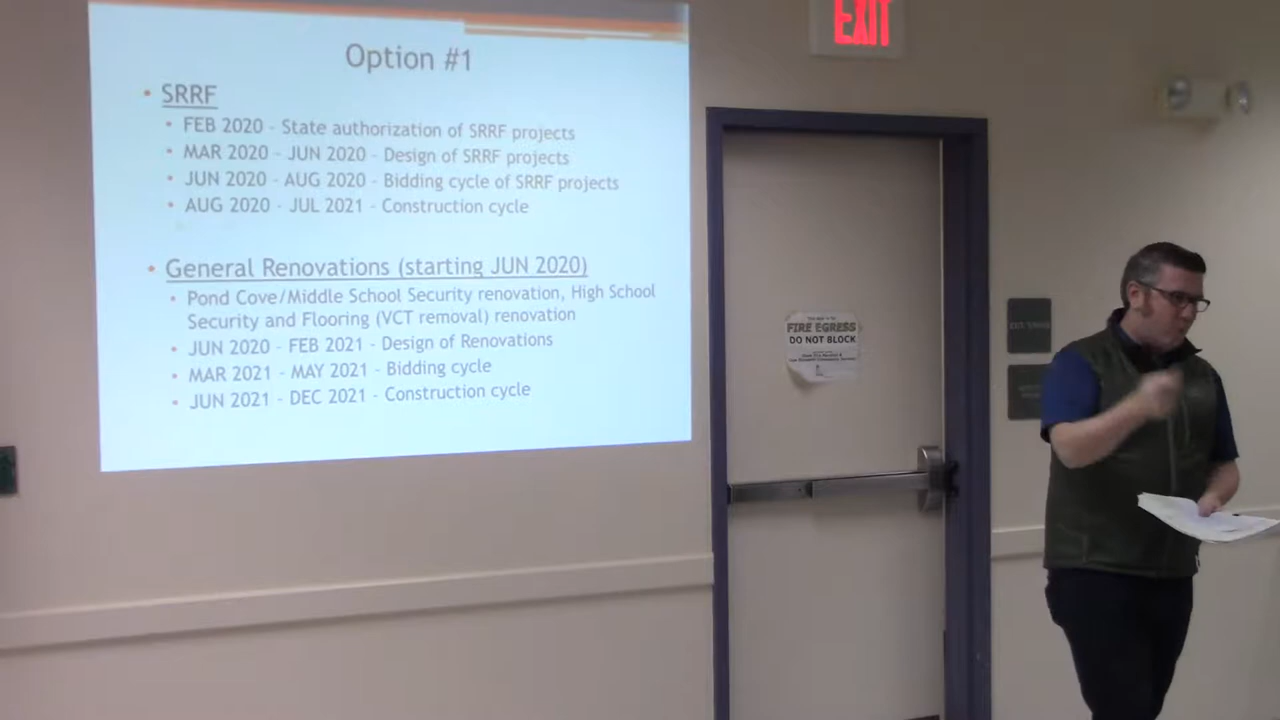 Option #1
EXIT
• SRRF
• FEB 2020 - State authorization of SRRF projects
• MAR 2020 - JUN 2020 - Design of SRRF projects
• JUN 2020 - AUG 2020 - Bidding cycle of SRRF projects
• AUG 2020 - JUL 2021 - Construction cycle
• General Renovations (starting JUN 2020)
• Pond Cove/Middle School Security renovation, High School
Security and Flooring (VCT removal) renovation
• JUN 2020 - FEB 2021 - Design of Renovations
• MAR 2021 - MAY 2021 - Bidding cycle
• JUN 2021 - DEC 2021 - Construction cycle
FIRE EGRESS
DO NOT BLOCK